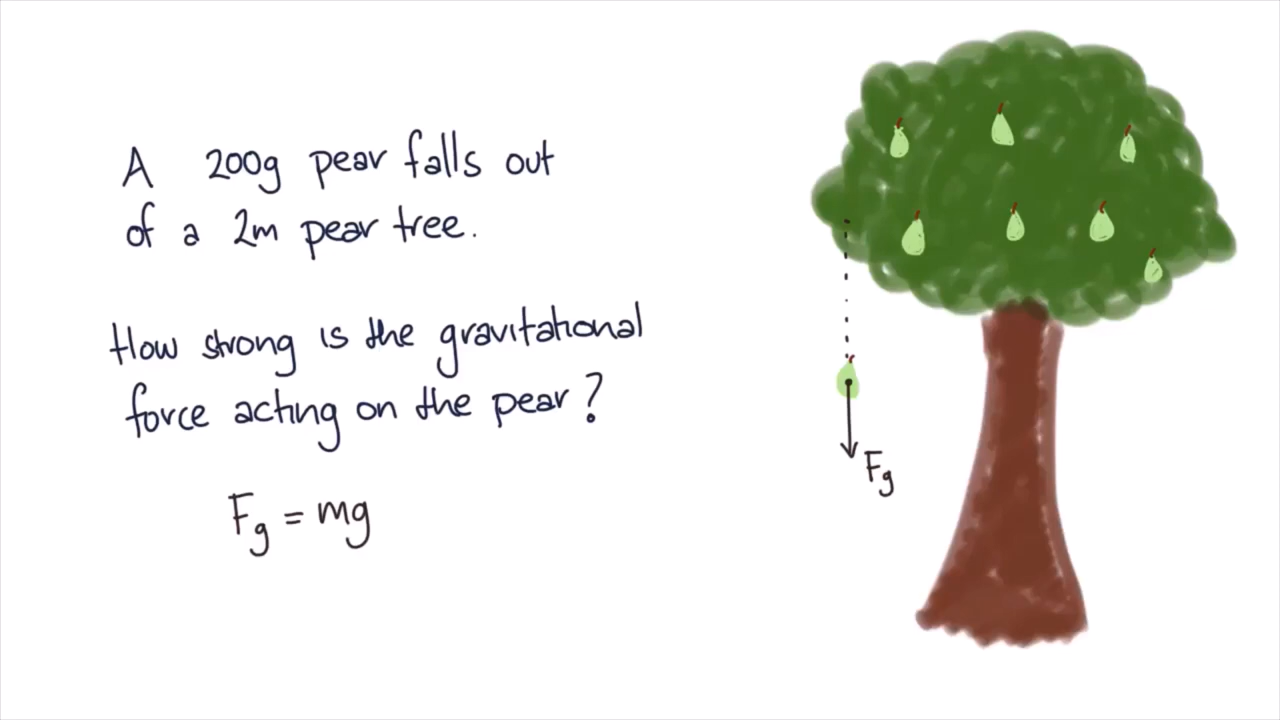 A 200g pear falls out
of a 2m pear tree.
How strong is the gravitational
force acting on the pear?
Fg = mg
Fg